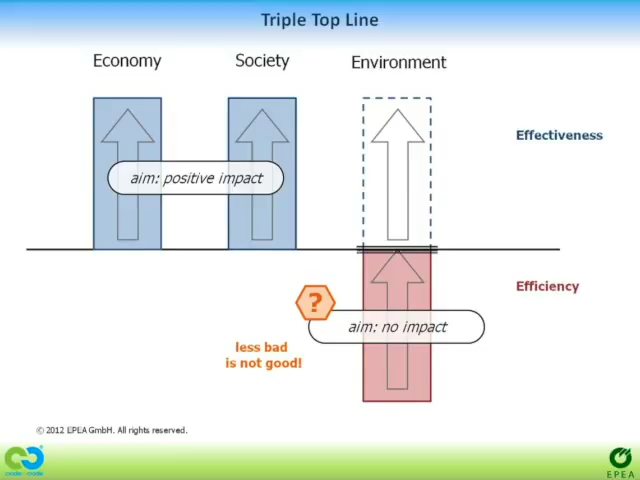 Triple Top Line
Economy
Society
Environment
Effectiveness
aim: positive impact
Efficiency
?
aim: no impact
less bad
is not good!
© 2012 EPEA GmbH. All rights reserved.
cradletocradle
®
EPEA